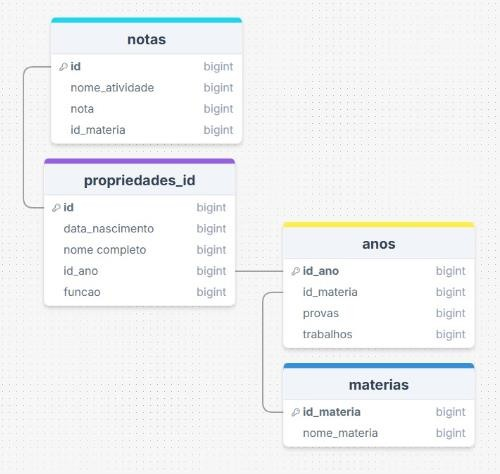 notas
id bigint
nome_atividade bigint
nota bigint
id_materia bigint
propriedades_id
id bigint
data_nascimento bigint
nome completo bigint
id_ano bigint
funcao bigint
anos
id_ano bigint
id_materia bigint
provas bigint
trabalhos bigint
materias
id_materia bigint
nome_materia bigint